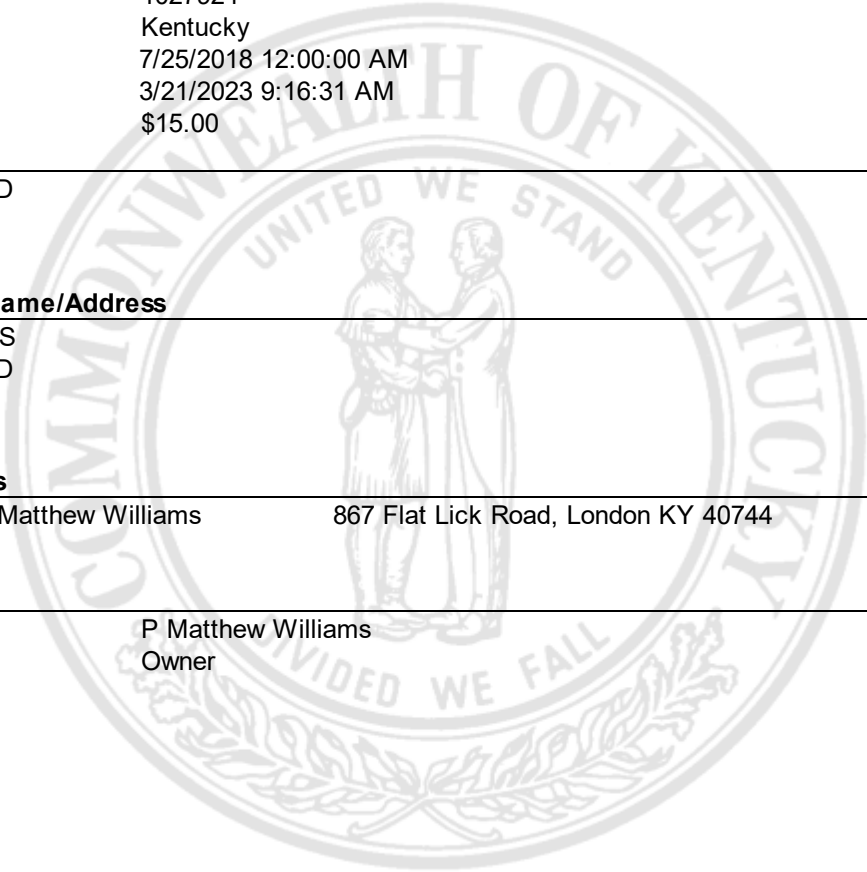 Kentucky
7/25/2018 12:00:00 AM
3/21/2023 9:16:31 AM
$15.00
D
ame/Address
S
D
s
Matthew Williams 867 Flat Lick Road, London KY 40744
P Matthew Williams
Owner
COMMONWEALTH OF KENTUCKY
UNITED WE STAND
DIVIDED WE FALL